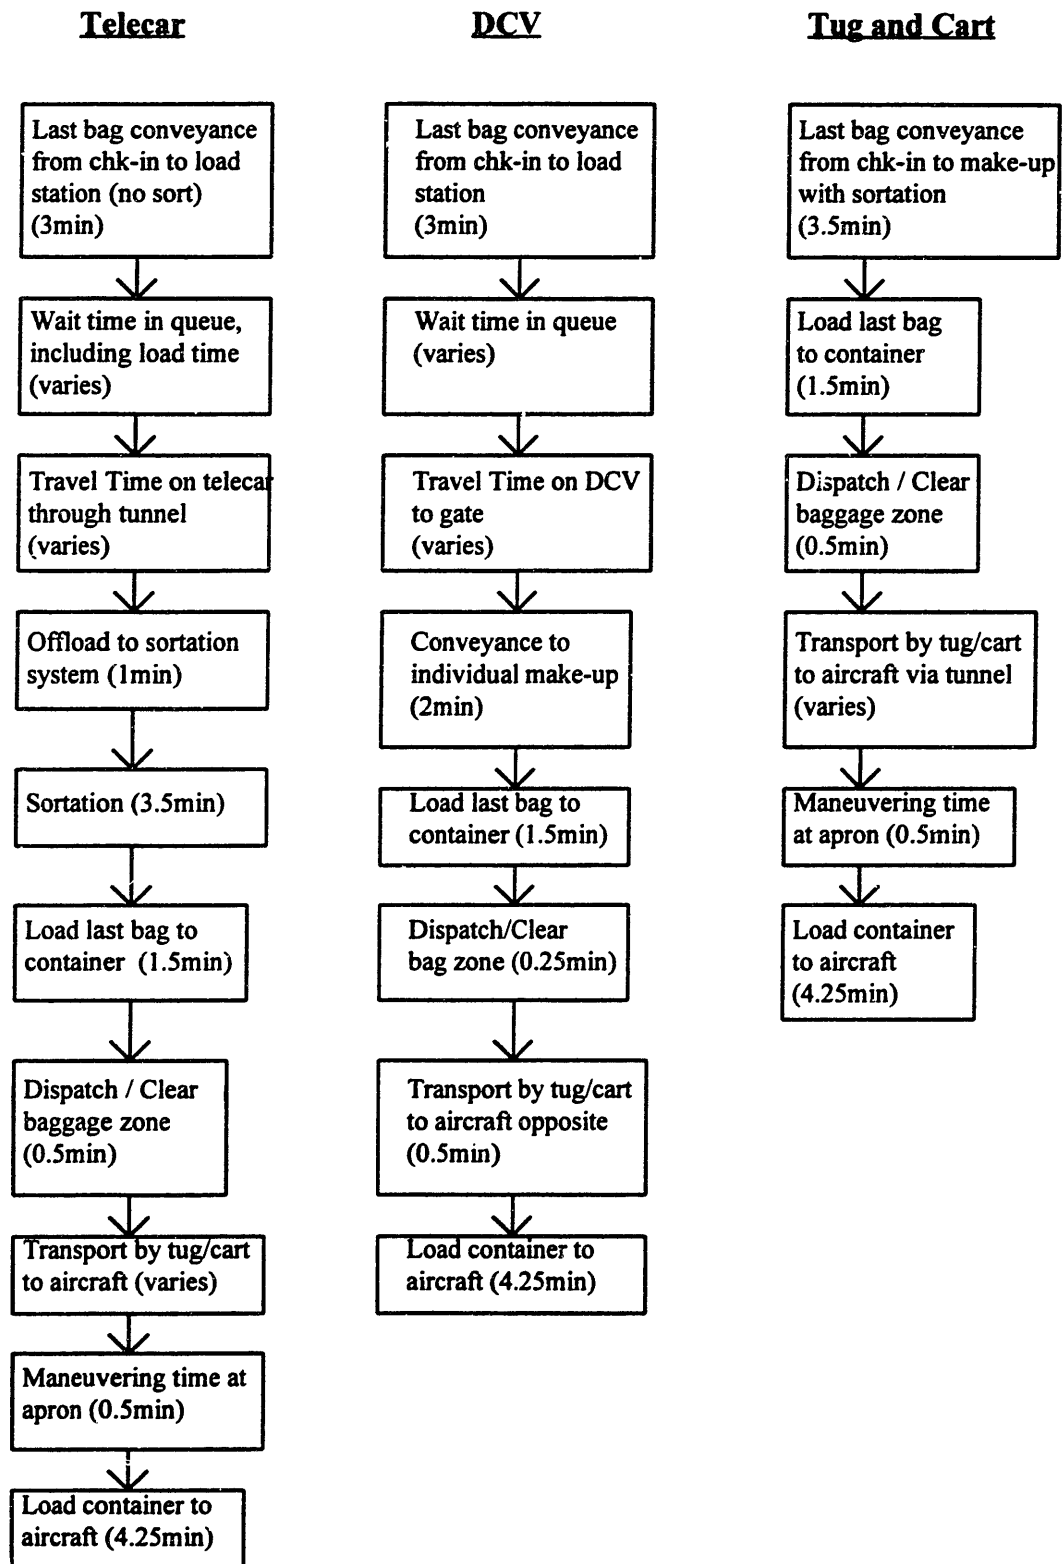 Telecar
Last bag conveyance
from chk-in to load
station (no sort)
(3min)
Wait time in queue,
including load time
(varies)
Travel Time on telecar
through tunnel
(varies)
Offload to sortation
system (1min)
Sortation (3.5min)
Load last bag to
container (1.5min)
Dispatch / Clear
baggage zone
(0.5min)
Transport by tug/cart
to aircraft (varies)
Maneuvering time at
apron (0.5min)
Load container to
aircraft (4.25min)
DCV
Last bag conveyance
from chk-in to load
station
(3min)
Wait time in queue
(varies)
Travel Time on DCV
to gate
(varies)
Conveyance to
individual make-up
(2min)
Load last bag to
container (1.5min)
Dispatch/Clear
bag zone (0.25min)
Transport by tug/cart
to aircraft opposite
(0.5min)
Load container to
aircraft (4.25min)
Tug and Cart
Last bag conveyance
from chk-in to make-up
with sortation
(3.5min)
Load last bag
to container
(1.5min)
Dispatch / Clear
baggage zone
(0.5min)
Transport by tug/cart
to aircraft via tunnel
(varies)
Maneuvering time
at apron (0.5min)
Load container
to aircraft
(4.25min)